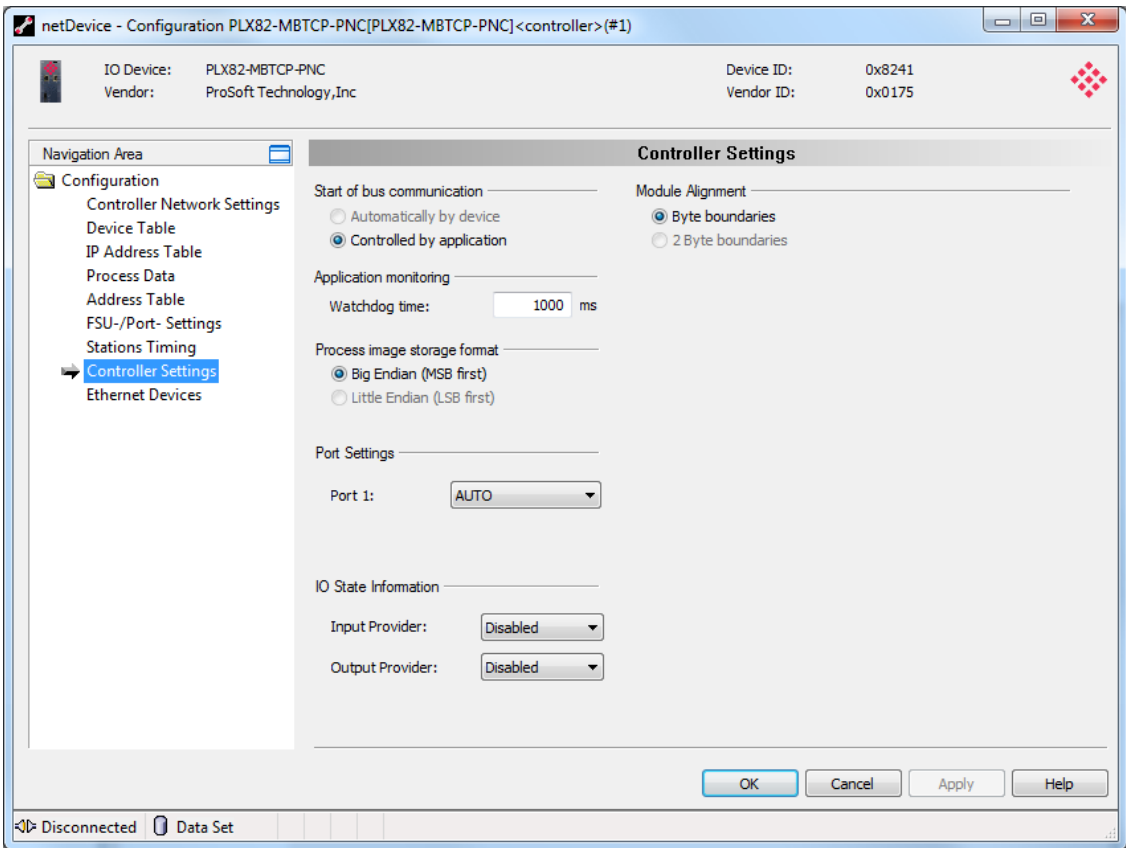 netDevice - Configuration PLX82-MBTCP-PNC[PLX82-MBTCP-PNC]<controller>(#1)
IO Device: PLX82-MBTCP-PNC Device ID: 0x8241
Vendor: ProSoft Technology,Inc Vendor ID: 0x0175
Navigation Area
Configuration
Controller Network Settings
Device Table
IP Address Table
Process Data
Address Table
FSU-/Port- Settings
Stations Timing
Controller Settings
Ethernet Devices
Controller Settings
Start of bus communication
Automatically by device
Controlled by application
Application monitoring
Watchdog time: 1000 ms
Process image storage format
Big Endian (MSB first)
Little Endian (LSB first)
Port Settings
Port 1: AUTO
IO State Information
Input Provider: Disabled
Output Provider: Disabled
Module Alignment
Byte boundaries
2 Byte boundaries
OK Cancel Apply Help
Disconnected Data Set